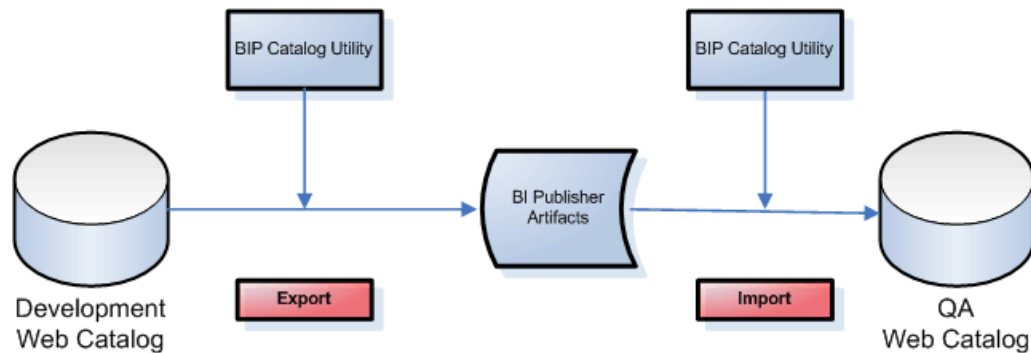 BIP Catalog Utility
BIP Catalog Utility
BI Publisher
Artifacts
Export
Import
Development
Web Catalog
QA
Web Catalog